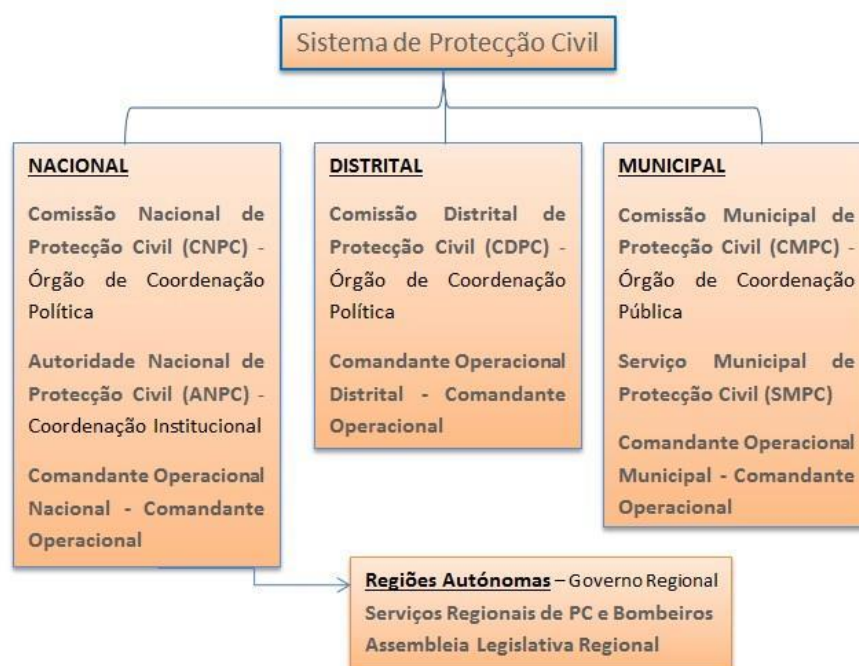 Sistema de Protecção Civil
NACIONAL
Comissão Nacional de
Protecção Civil (CNPC) -
Órgão de Coordenação
Política
Autoridade Nacional de
Protecção Civil (ANPC) -
Coordenação Institucional
Comandante Operacional
Nacional - Comandante
Operacional
DISTRITAL
Comissão Distrital de
Protecção Civil (CDPC) -
Órgão de Coordenação
Política
Comandante Operacional
Distrital - Comandante
Operacional
MUNICIPAL
Comissão Municipal de
Protecção Civil (CMPC) -
Órgão de Coordenação
Pública
Serviço Municipal de
Protecção Civil (SMPC)
Comandante Operacional
Municipal - Comandante
Operacional
Regiões Autónomas – Governo Regional
Serviços Regionais de PC e Bombeiros
Assembleia Legislativa Regional